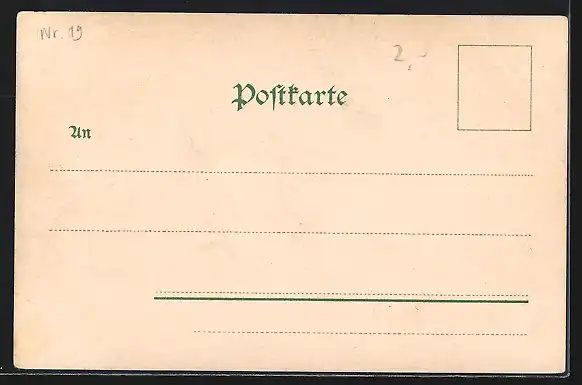 Nr. 19
2,-
Postkarte
An